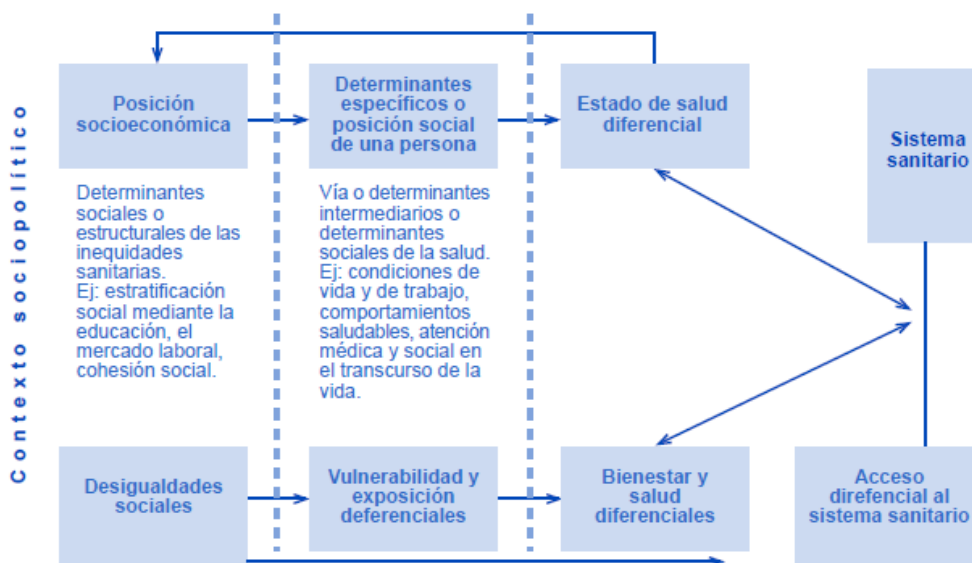 Contexto sociopolítico
Posición
socioeconómica
Determinantes
específicos o
posición social
de una persona
Estado de salud
diferencial
Sistema
sanitario
Determinantes
sociales o
estructurales de las
inequidades
sanitarias.
Ej: estratificación
social mediante la
educación, el
mercado laboral,
cohesión social.
Vía o determinantes
intermediarios o
determinantes
sociales de la salud.
Ej: condiciones de
vida y de trabajo,
comportamientos
saludables, atención
médica y social en
el transcurso de la
vida.
Desigualdades
sociales
Vulnerabilidad y
exposición
deferenciales
Bienestar y
salud
diferenciales
Acceso
direfencial al
sistema sanitario